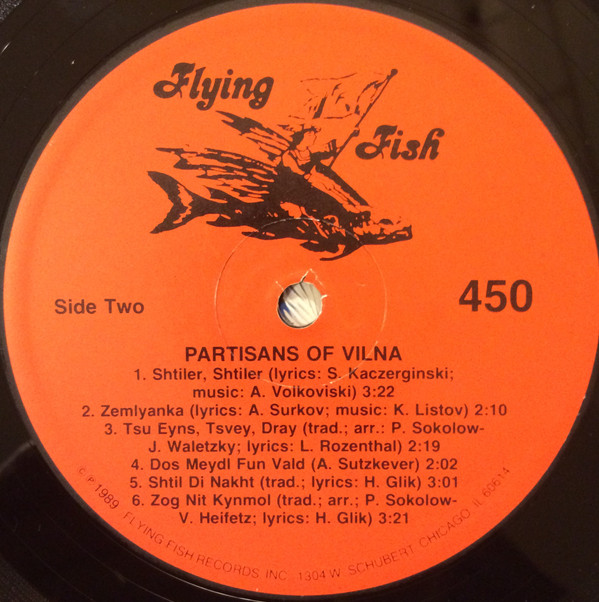 Flying
Fish
Side Two
450
PARTISANS OF VILNA
1. Shtiler, Shtiler (lyrics: S. Kaczerginski;
music: A. Volkoviski) 3:22
2. Zemlyanka (lyrics: A. Surkov; music: K. Listov) 2:10
3. Tsu Eyns, Tsvey, Dray (trad.; arr.: P. Sokolow-
J. Waletzky; lyrics: L. Rozenthal) 2:19
4. Dos Meydl Fun Vald (A. Sutzkever) 2:02
5. Shtil Di Nakht (trad.; lyrics: H. Glik) 3:01
6. Zog Nit Kynmol (trad.; arr.; P. Sokolow-
V. Heifetz; lyrics: H. Glik) 3:21
© ℗ 1989 FLYING FISH RECORDS INC. 1304 W. SCHUBERT, CHICAGO, IL 60614